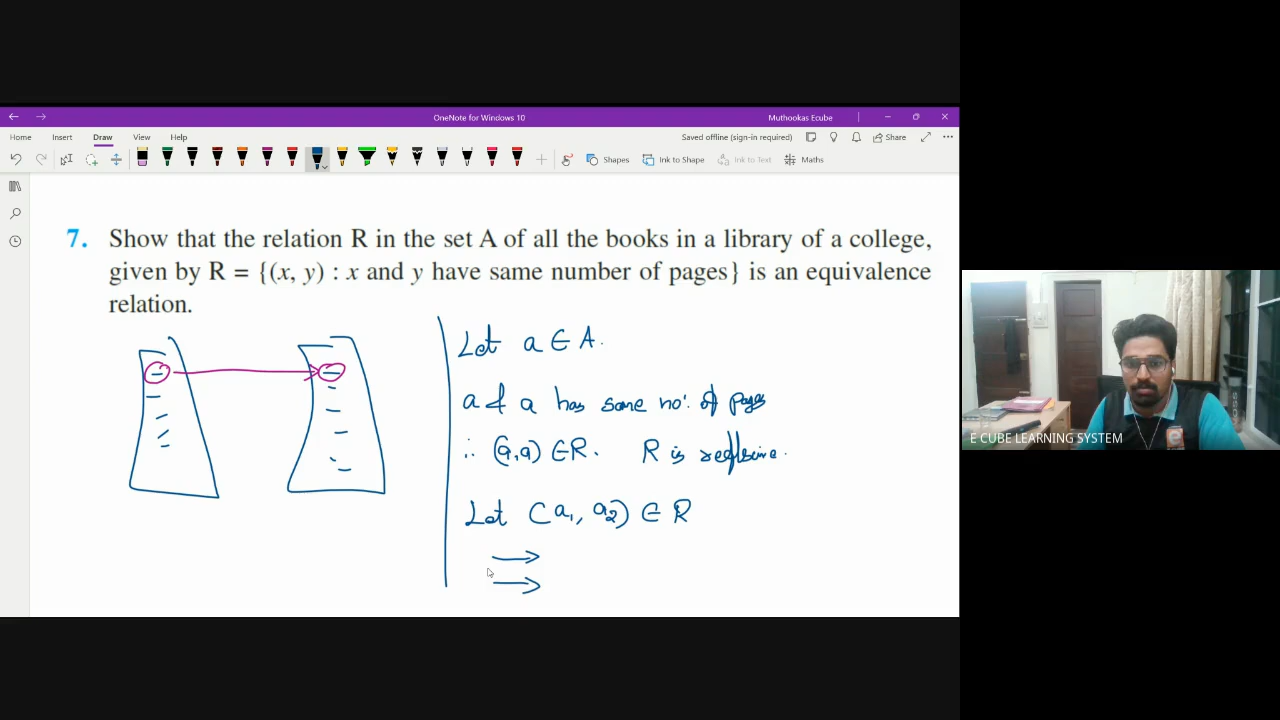 OneNote for Windows 10
Muthookas Ecube
Home Insert Draw View Help
Saved offline (sign-in required) Share
Shapes Ink to Shape Ink to Text Maths
7. Show that the relation R in the set A of all the books in a library of a college,
given by R = {(x, y) : x and y have same number of pages} is an equivalence
relation.
Let a ∈ A.
a & a has same no. of pages
∴ (a,a) ∈ R. R is reflexive.
Let (a₁, a₂) ∈ R
E CUBE LEARNING SYSTEM